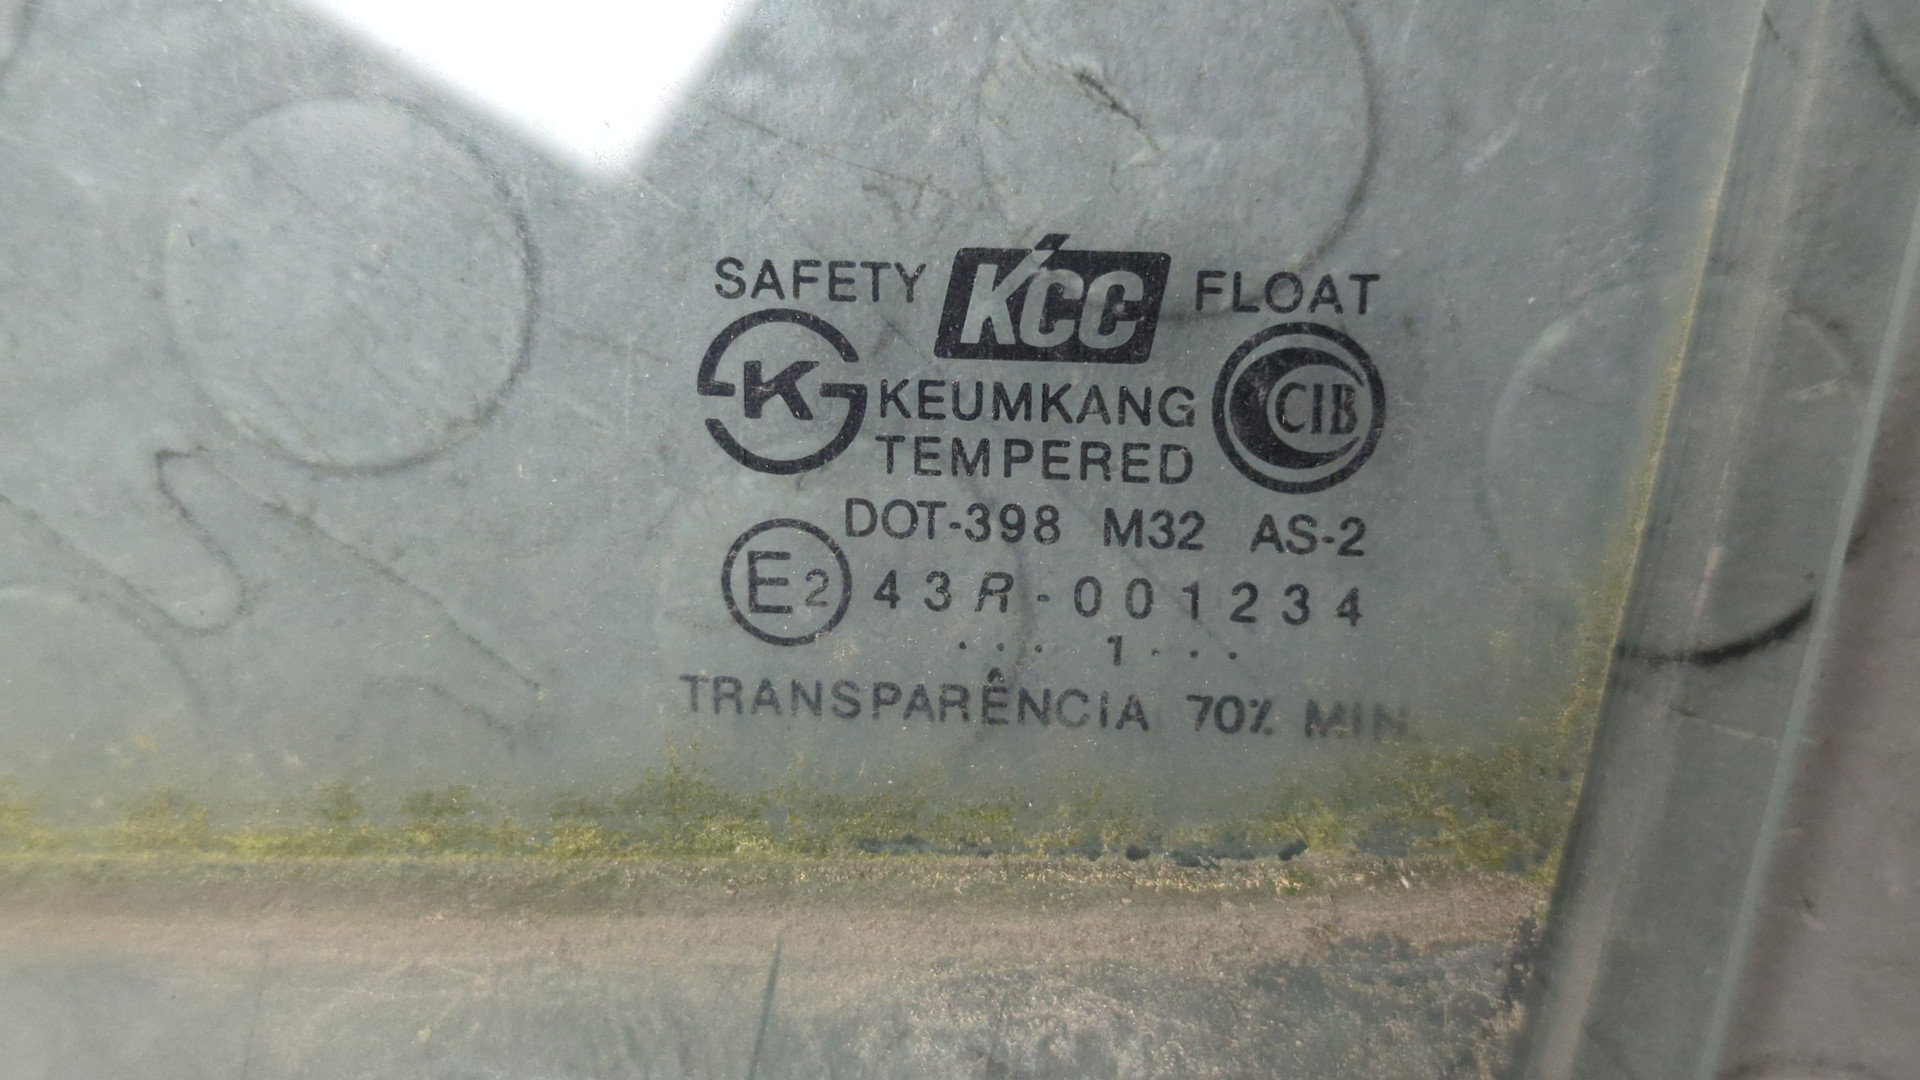 SAFETY KCC FLOAT
K KEUMKANG CIB
TEMPERED
DOT-398 M32 AS-2
E2 43R-001234
. . . 1 . . .
TRANSPARÊNCIA 70% MIN.